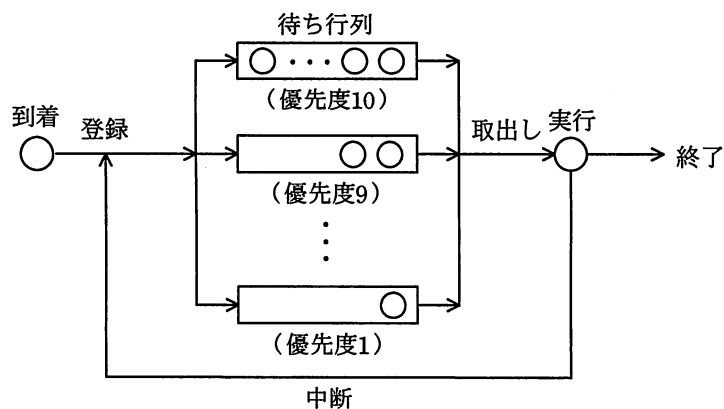 待ち行列
・・・
(優先度10)
到着
登録
取出し
実行
(優先度9)
終了
(優先度1)
中断